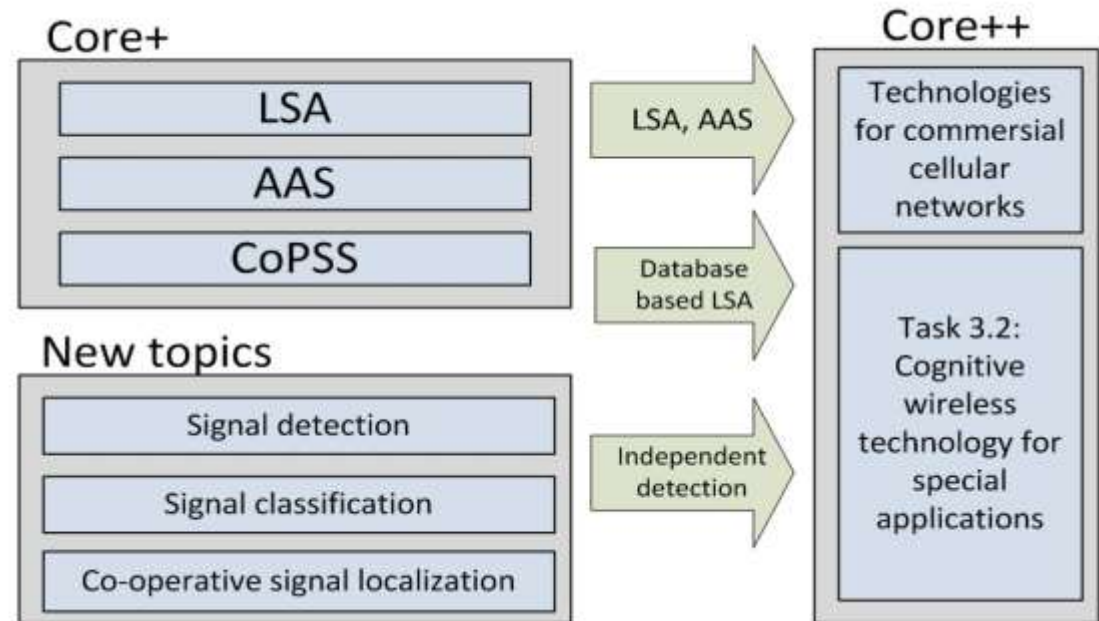 Core+
LSA
AAS
CoPSS
New topics
Signal detection
Signal classification
Co-operative signal localization
LSA, AAS
Database
based LSA
Independent
detection
Core++
Technologies
for commersial
cellular
networks
Task 3.2:
Cognitive
wireless
technology for
special
applications